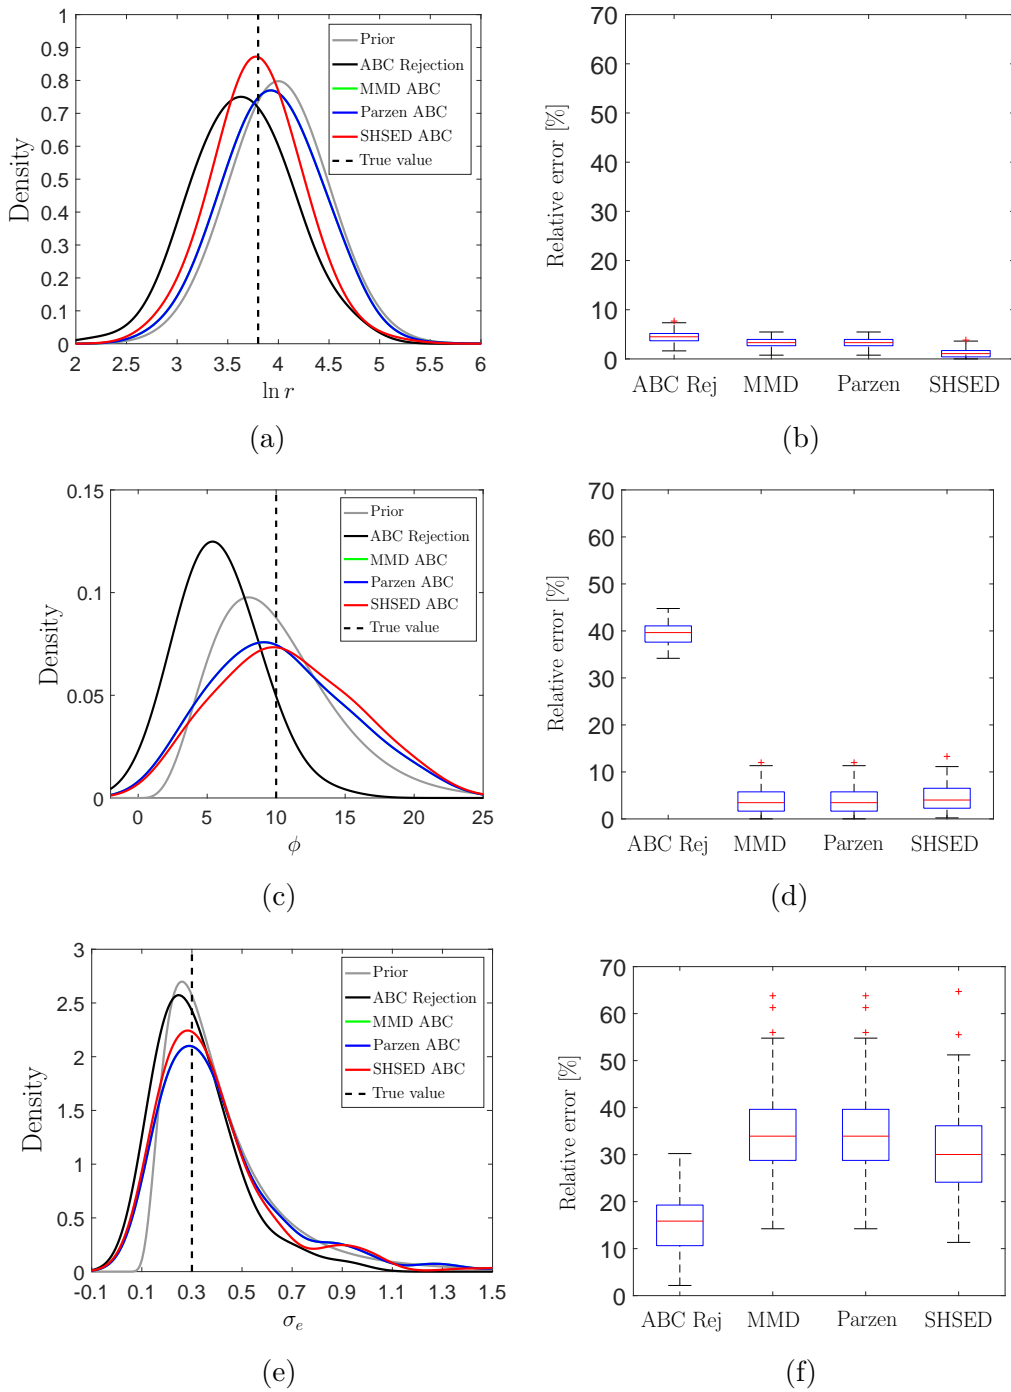 1
0.9
0.8
0.7
0.6
0.5
0.4
0.3
0.2
0.1
0
Density
2 2.5 3 3.5 4 4.5 5 5.5 6
ln r
Prior
ABC Rejection
MMD ABC
Parzen ABC
SHSED ABC
True value
(a)
70
60
50
40
30
20
10
0
Relative error [%]
ABC Rej MMD Parzen SHSED
(b)
0.15
0.1
0.05
0
Density
0 5 10 15 20 25
ϕ
Prior
ABC Rejection
MMD ABC
Parzen ABC
SHSED ABC
True value
(c)
70
60
50
40
30
20
10
0
Relative error [%]
ABC Rej MMD Parzen SHSED
(d)
3
2.5
2
1.5
1
0.5
0
Density
-0.1 0.1 0.3 0.5 0.7 0.9 1.1 1.3 1.5
σe
Prior
ABC Rejection
MMD ABC
Parzen ABC
SHSED ABC
True value
(e)
70
60
50
40
30
20
10
0
Relative error [%]
ABC Rej MMD Parzen SHSED
(f)